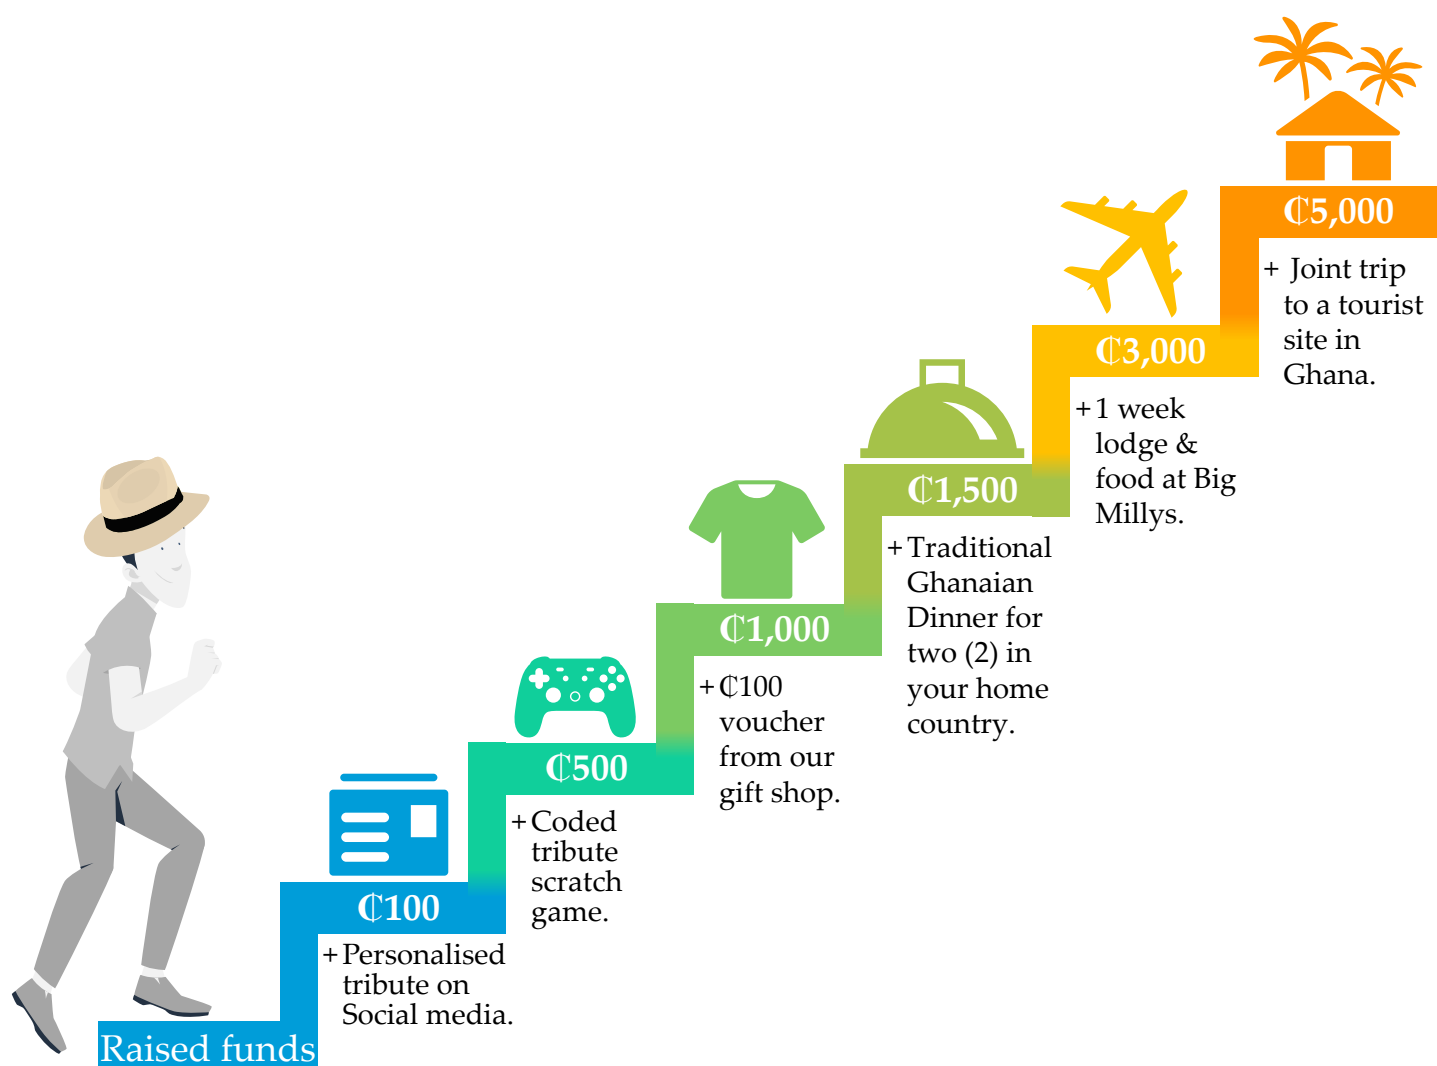 Raised funds
₵100
+ Personalised
tribute on
Social media.
₵500
+ Coded
tribute
scratch
game.
₵1,000
+ ₵100
voucher
from our
gift shop.
₵1,500
+ Traditional
Ghanaian
Dinner for
two (2) in
your home
country.
₵3,000
+ 1 week
lodge &
food at Big
Millys.
₵5,000
+ Joint trip
to a tourist
site in
Ghana.